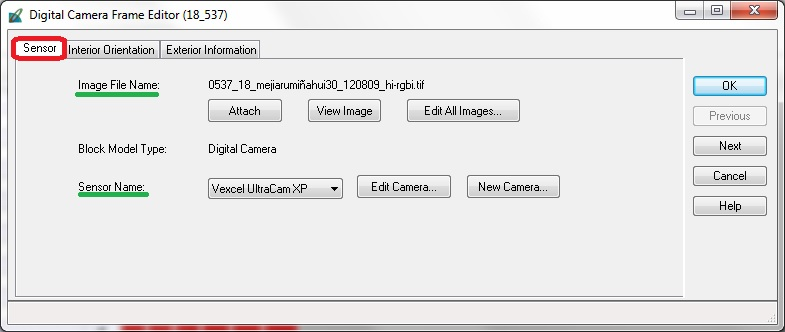 Digital Camera Frame Editor (18_537)
Sensor Interior Orientation Exterior Information
Image File Name: 0537_18_mejiarumiñahui30_120809_hi-rgbi.tif
Attach View Image Edit All Images...
Block Model Type: Digital Camera
Sensor Name: Vexcel UltraCam XP Edit Camera... New Camera...
OK
Previous
Next
Cancel
Help